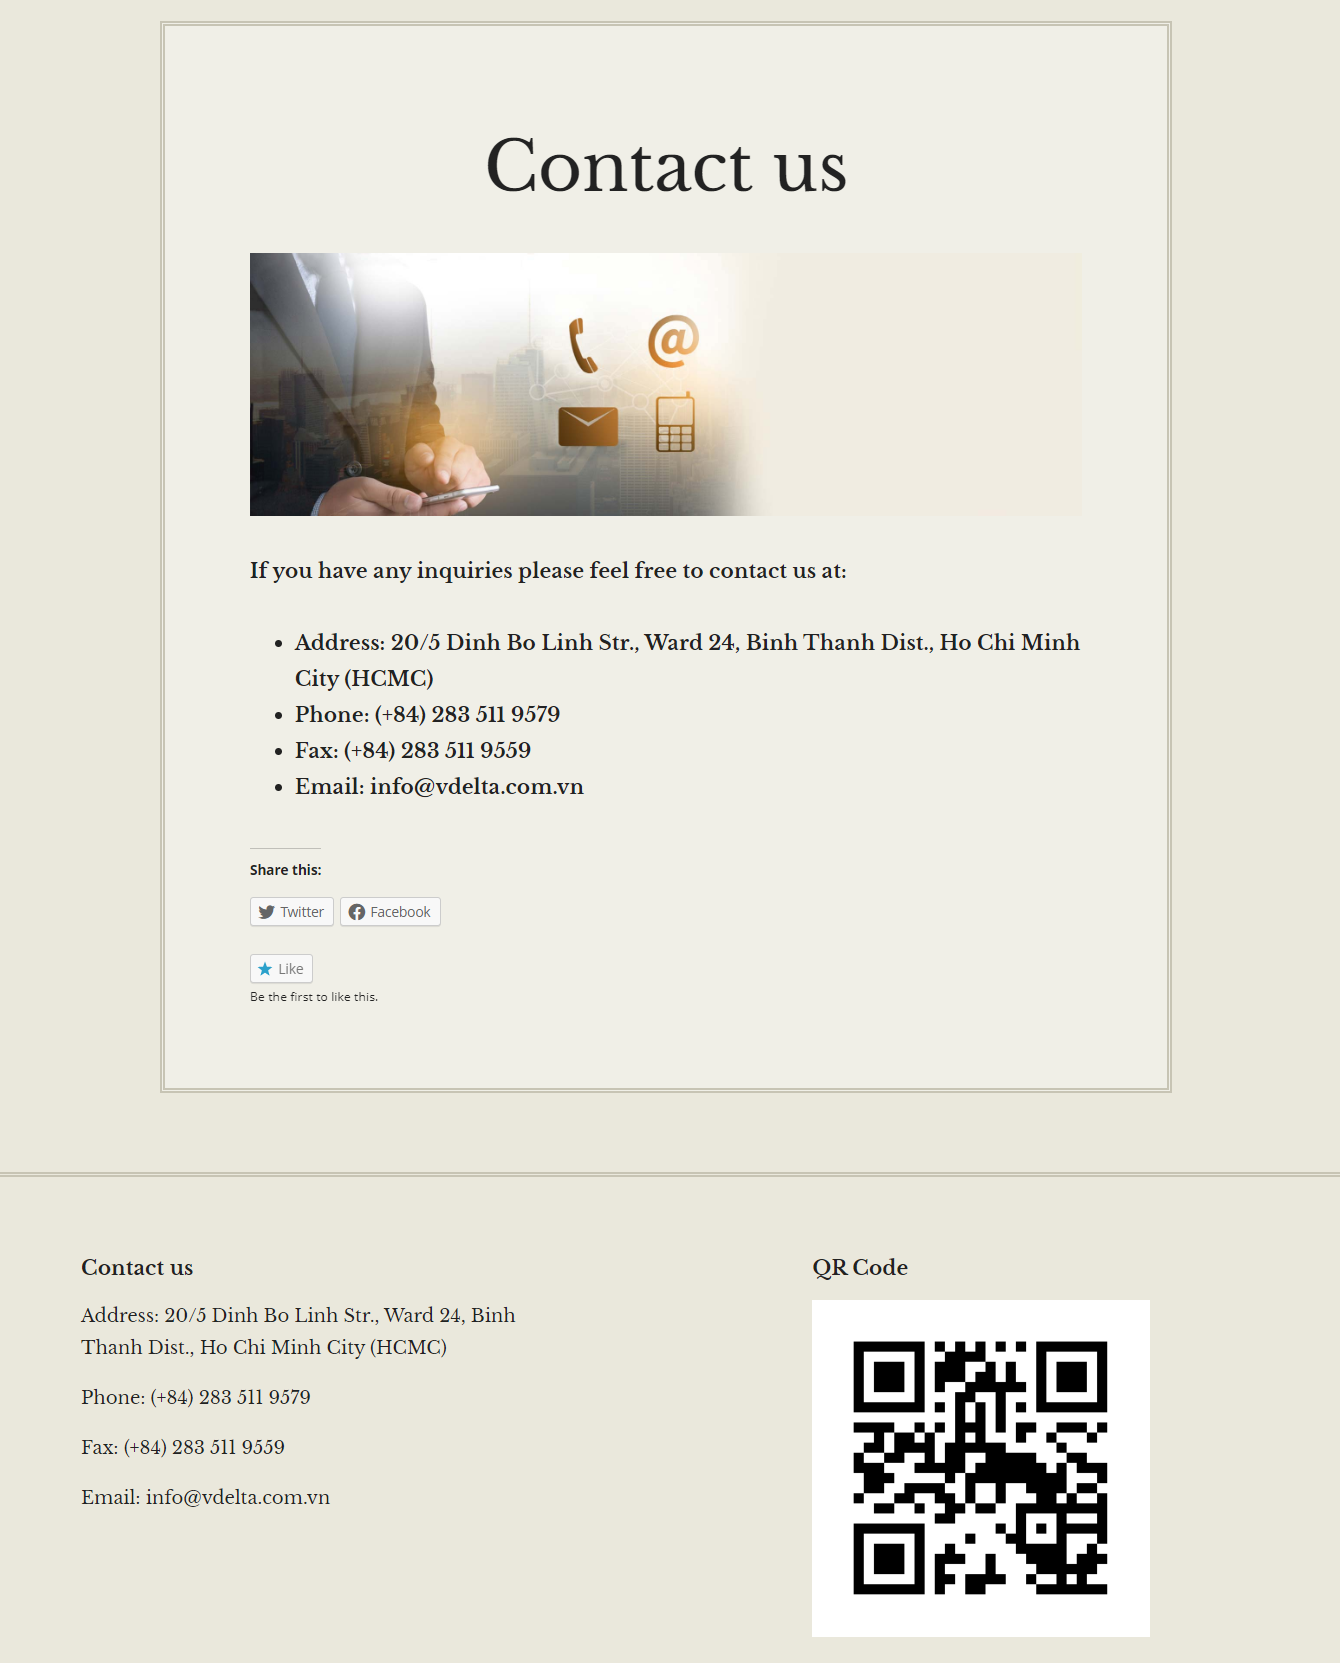 Contact us
@
If you have any inquiries please feel free to contact us at:
• Address: 20/5 Dinh Bo Linh Str., Ward 24, Binh Thanh Dist., Ho Chi Minh
City (HCMC)
• Phone: (+84) 283 511 9579
• Fax: (+84) 283 511 9559
• Email: info@vdelta.com.vn
Share this:
Twitter Facebook
Like
Be the first to like this.
Contact us
Address: 20/5 Dinh Bo Linh Str., Ward 24, Binh
Thanh Dist., Ho Chi Minh City (HCMC)
Phone: (+84) 283 511 9579
Fax: (+84) 283 511 9559
Email: info@vdelta.com.vn
QR Code